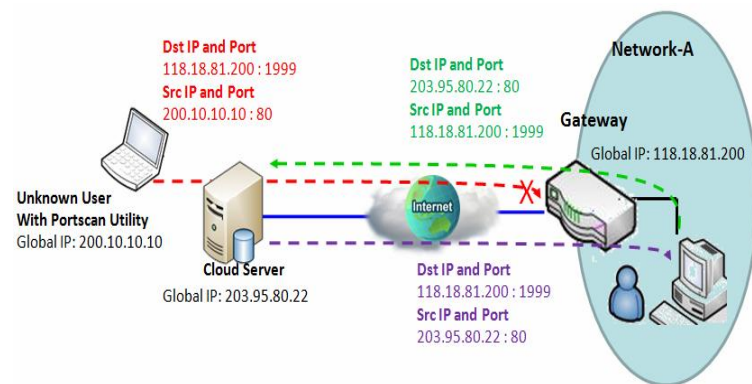 Dst IP and Port
118.18.81.200 : 1999
Src IP and Port
200.10.10.10 : 80
Unknown User
With Portscan Utility
Global IP: 200.10.10.10
Cloud Server
Global IP: 203.95.80.22
Dst IP and Port
203.95.80.22 : 80
Src IP and Port
118.18.81.200 : 1999
Internet
Dst IP and Port
118.18.81.200 : 1999
Src IP and Port
203.95.80.22 : 80
Network-A
Gateway
Global IP: 118.18.81.200